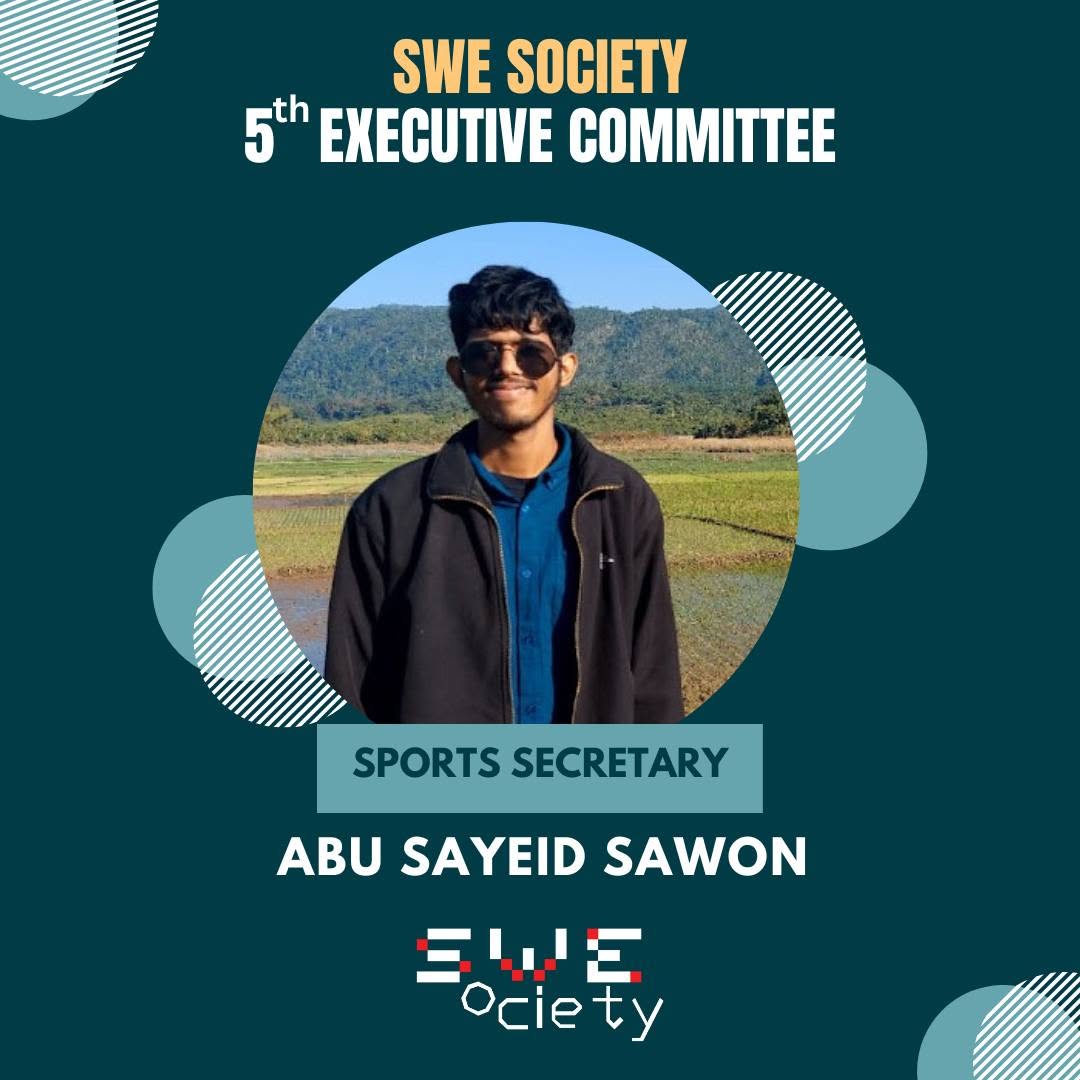 SWE SOCIETY
5th EXECUTIVE COMMITTEE
SPORTS SECRETARY
ABU SAYEID SAWON
SWE
ociety